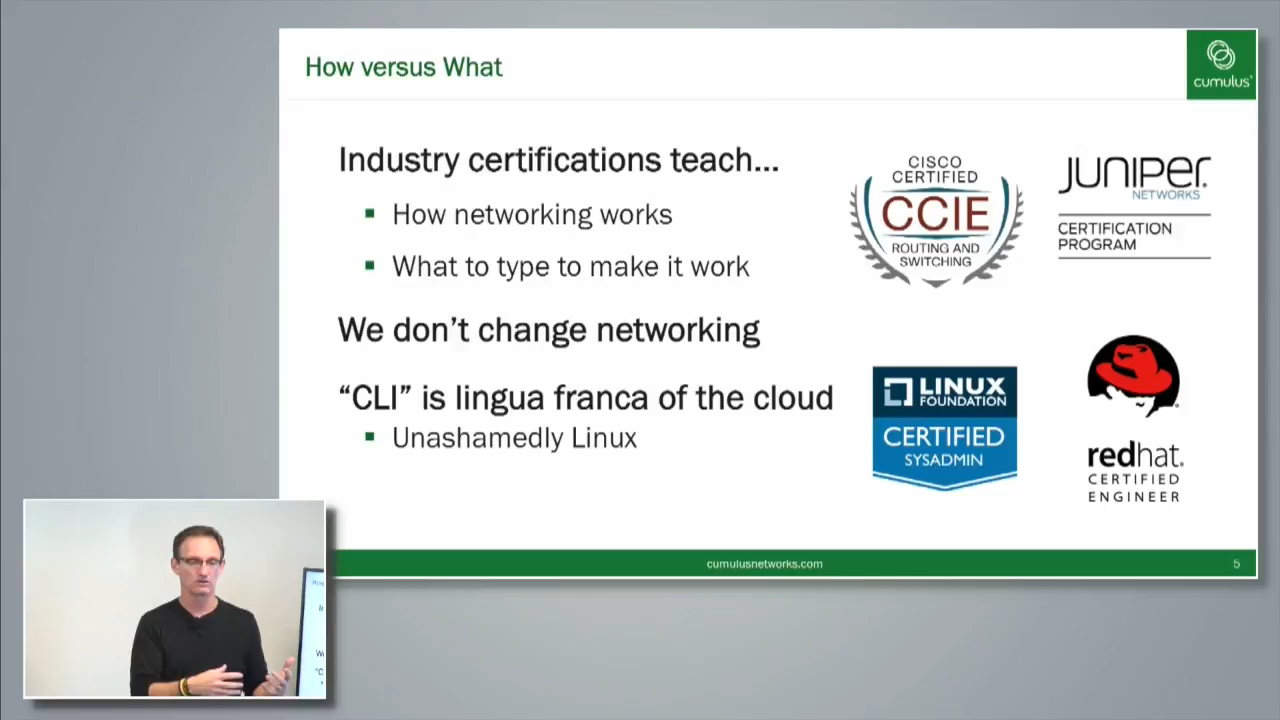 How versus What
cumulus
Industry certifications teach...
How networking works
What to type to make it work
We don't change networking
“CLI” is lingua franca of the cloud
Unashamedly Linux
CISCO
CERTIFIED
CCIE
ROUTING AND
SWITCHING
JUNIPER
NETWORKS
CERTIFICATION
PROGRAM
LINUX
FOUNDATION
CERTIFIED
SYSADMIN
redhat.
CERTIFIED
ENGINEER
cumulusnetworks.com
5